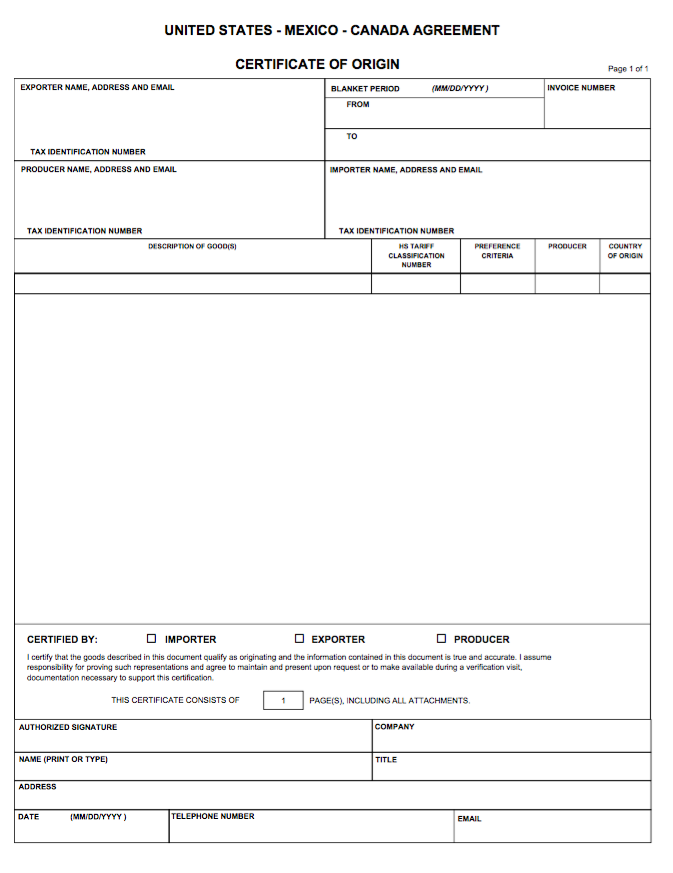 UNITED STATES - MEXICO - CANADA AGREEMENT
CERTIFICATE OF ORIGIN
Page 1 of 1
EXPORTER NAME, ADDRESS AND EMAIL
BLANKET PERIOD (MM/DD/YYYY)
INVOICE NUMBER
FROM
TO
TAX IDENTIFICATION NUMBER
PRODUCER NAME, ADDRESS AND EMAIL
IMPORTER NAME, ADDRESS AND EMAIL
TAX IDENTIFICATION NUMBER
TAX IDENTIFICATION NUMBER
DESCRIPTION OF GOOD(S)
HS TARIFF
CLASSIFICATION
NUMBER
PREFERENCE
CRITERIA
PRODUCER
COUNTRY
OF ORIGIN
CERTIFIED BY: IMPORTER EXPORTER PRODUCER
I certify that the goods described in this document qualify as originating and the information contained in this document is true and accurate. I assume
responsibility for proving such representations and agree to maintain and present upon request or to make available during a verification visit,
documentation necessary to support this certification.
THIS CERTIFICATE CONSISTS OF 1 PAGE(S), INCLUDING ALL ATTACHMENTS.
AUTHORIZED SIGNATURE
COMPANY
NAME (PRINT OR TYPE)
TITLE
ADDRESS
DATE (MM/DD/YYYY)
TELEPHONE NUMBER
EMAIL